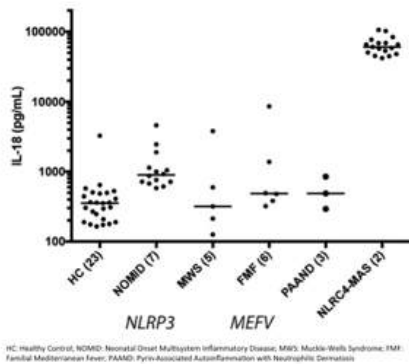 IL-18 (pg/mL)
100000
10000
1000
100
HC (23)
NOMID (7)
MWS (5)
FMF (6)
PAAND (3)
NLRC4-MAS (2)
NLRP3 MEFV
HC: Healthy Control; NOMID: Neonatal Onset Multisystem Inflammatory Disease; MWS: Muckle-Wells Syndrome; FMF:
Familial Mediterranean Fever; PAAND: Pyrin-Associated Autoinflammation with Neutrophilic Dermatosis